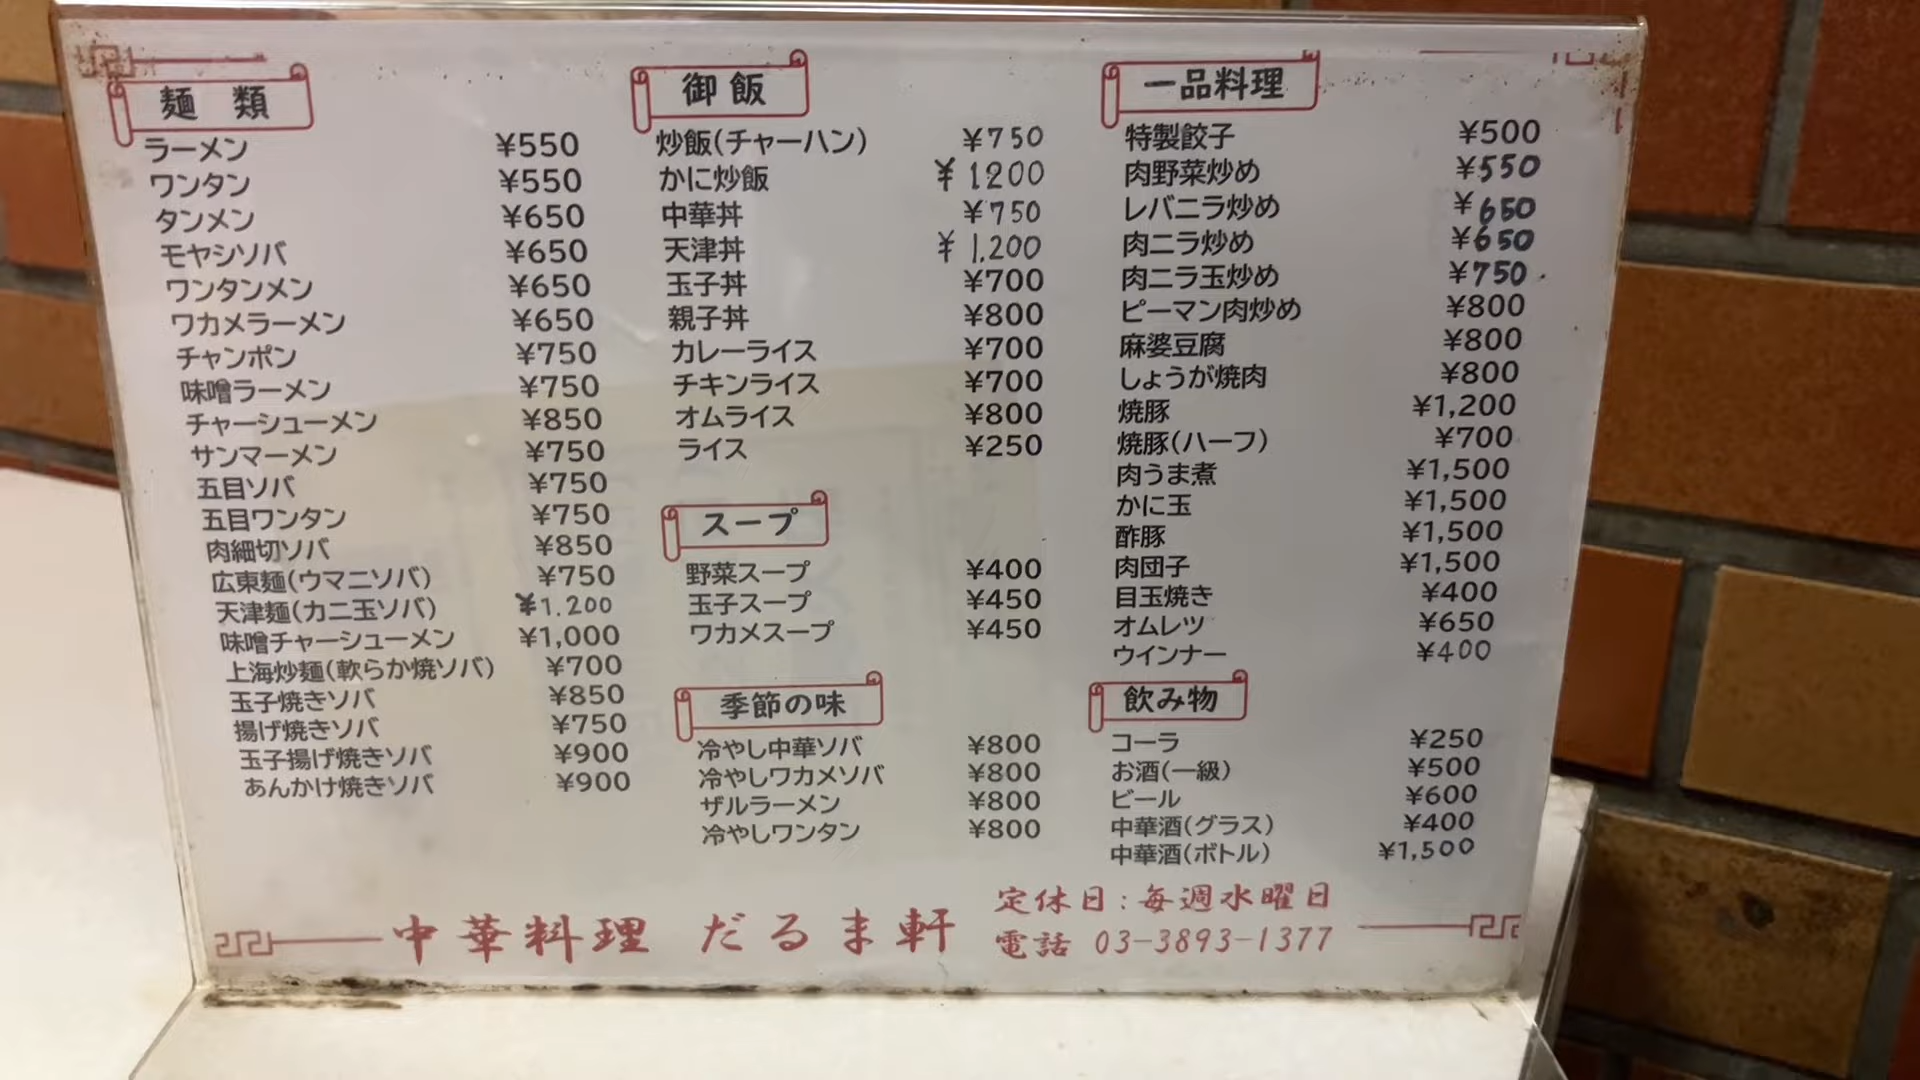 麺 類
ラーメン ¥550
ワンタン ¥550
タンメン ¥650
モヤシソバ ¥650
ワンタンメン ¥650
ワカメラーメン ¥650
チャンポン ¥750
味噌ラーメン ¥750
チャーシューメン ¥850
サンマーメン ¥750
五目ソバ ¥750
五目ワンタン ¥750
肉細切ソバ ¥850
広東麺(ウマニソバ) ¥750
天津麺(カニ玉ソバ) ¥1.200
味噌チャーシューメン ¥1,000
上海炒麺(軟らか焼ソバ) ¥700
玉子焼きソバ ¥850
揚げ焼きソバ ¥750
玉子揚げ焼きソバ ¥900
あんかけ焼きソバ ¥900
御飯
炒飯(チャーハン) ¥750
かに炒飯 ¥1200
中華丼 ¥750
天津丼 ¥1,200
玉子丼 ¥700
親子丼 ¥800
カレーライス ¥700
チキンライス ¥700
オムライス ¥800
ライス ¥250
スープ
野菜スープ ¥400
玉子スープ ¥450
ワカメスープ ¥450
季節の味
冷やし中華ソバ ¥800
冷やしワカメソバ ¥800
ザルラーメン ¥800
冷やしワンタン ¥800
一品料理
特製餃子 ¥500
肉野菜炒め ¥550
レバニラ炒め ¥650
肉ニラ炒め ¥650
肉ニラ玉炒め ¥750
ピーマン肉炒め ¥800
麻婆豆腐 ¥800
しょうが焼肉 ¥800
焼豚 ¥1,200
焼豚(ハーフ) ¥700
肉うま煮 ¥1,500
かに玉 ¥1,500
酢豚 ¥1,500
肉団子 ¥1,500
目玉焼き ¥400
オムレツ ¥650
ウインナー ¥400
飲み物
コーラ ¥250
お酒(一級) ¥500
ビール ¥600
中華酒(グラス) ¥400
中華酒(ボトル) ¥1,500
中華料理 だるま軒
定休日:毎週水曜日
電話 03-3893-1377